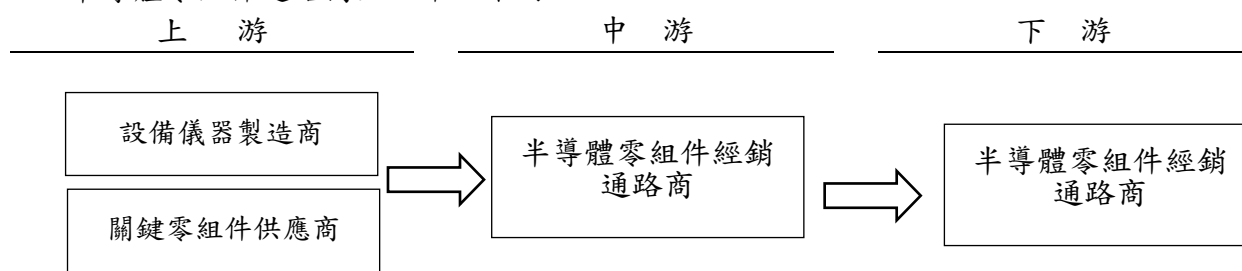 上 游
中 游
下 游
設備儀器製造商
關鍵零組件供應商
半導體零組件經銷
通路商
半導體零組件經銷
通路商